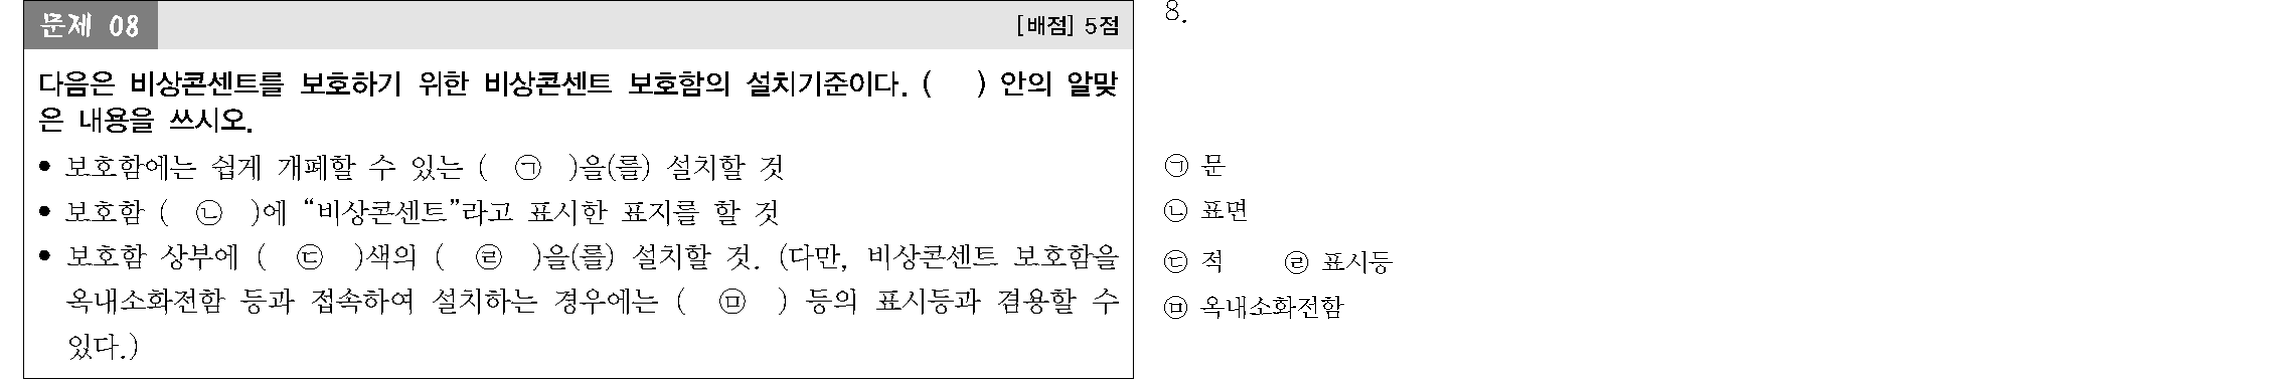 문제 08 [배점] 5점
다음은 비상콘센트를 보호하기 위한 비상콘센트 보호함의 설치기준이다. (   ) 안의 알맞
은 내용을 쓰시오.
• 보호함에는 쉽게 개폐할 수 있는 ( ㉠ )을(를) 설치할 것
• 보호함 ( ㉡ )에 “비상콘센트”라고 표시한 표지를 할 것
• 보호함 상부에 ( ㉢ )색의 ( ㉣ )을(를) 설치할 것. (다만, 비상콘센트 보호함을
옥내소화전함 등과 접속하여 설치하는 경우에는 ( ㉤ ) 등의 표시등과 겸용할 수
있다.)
8.
㉠ 문
㉡ 표면
㉢ 적 ㉣ 표시등
㉤ 옥내소화전함